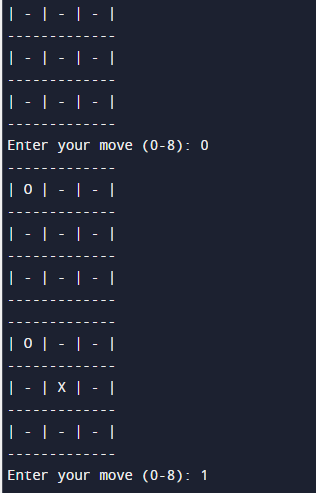 | - | - | - |
-------------
| - | - | - |
-------------
| - | - | - |
-------------
Enter your move (0-8): 0
-------------
| O | - | - |
-------------
| - | - | - |
-------------
| - | - | - |
-------------
-------------
| O | - | - |
-------------
| - | X | - |
-------------
| - | - | - |
-------------
Enter your move (0-8): 1